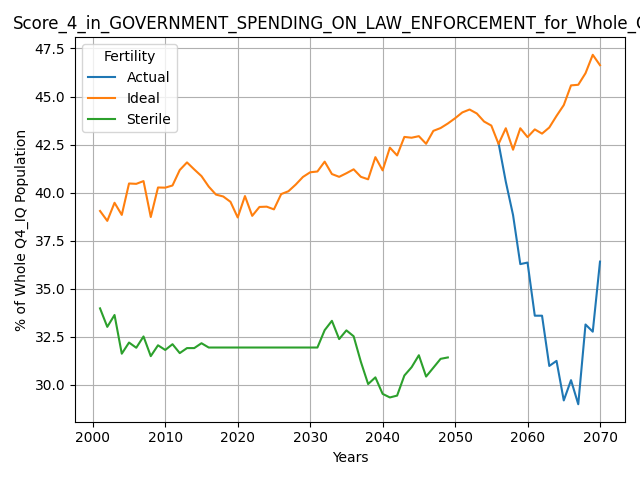 Score_4_in_GOVERNMENT_SPENDING_ON_LAW_ENFORCEMENT_for_Whole_
Fertility
Actual
Ideal
Sterile
% of Whole Q4_IQ Population
47.5
45.0
42.5
40.0
37.5
35.0
32.5
30.0
2000 2010 2020 2030 2040 2050 2060 2070
Years